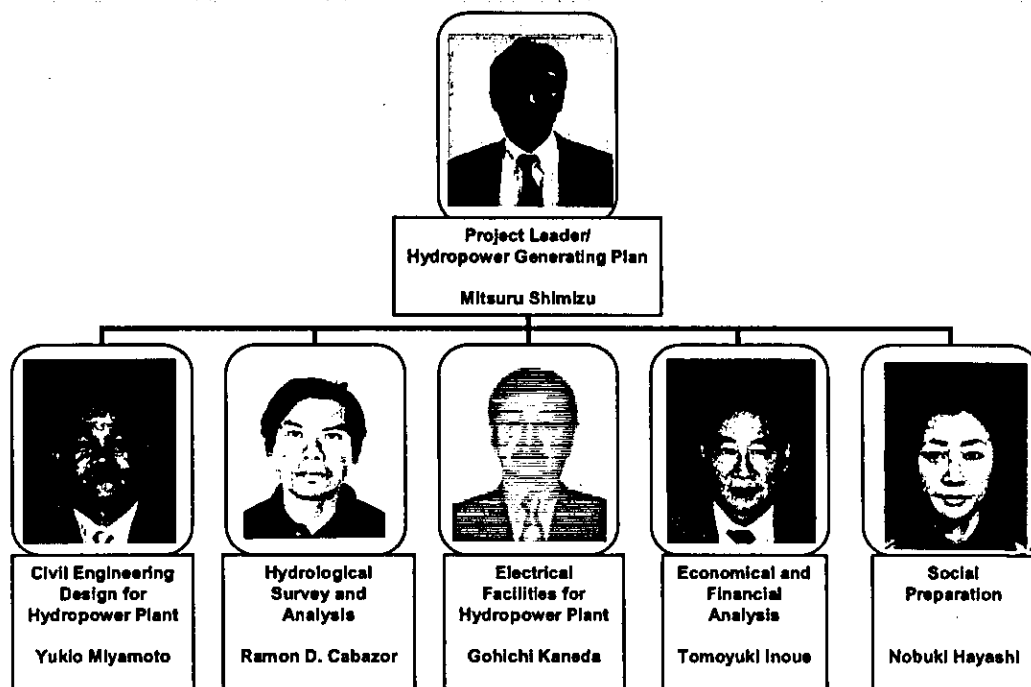 Project Leader/
Hydropower Generating Plan
Mitsuru Shimizu
Civil Engineering
Design for
Hydropower Plant
Yukio Miyamoto
Hydrological
Survey and
Analysis
Ramon D. Cabazor
Electrical
Facilities for
Hydropower Plant
Gohichi Kaneda
Economical and
Financial
Analysis
Tomoyuki Inoue
Social
Preparation
Nobuki Hayashi